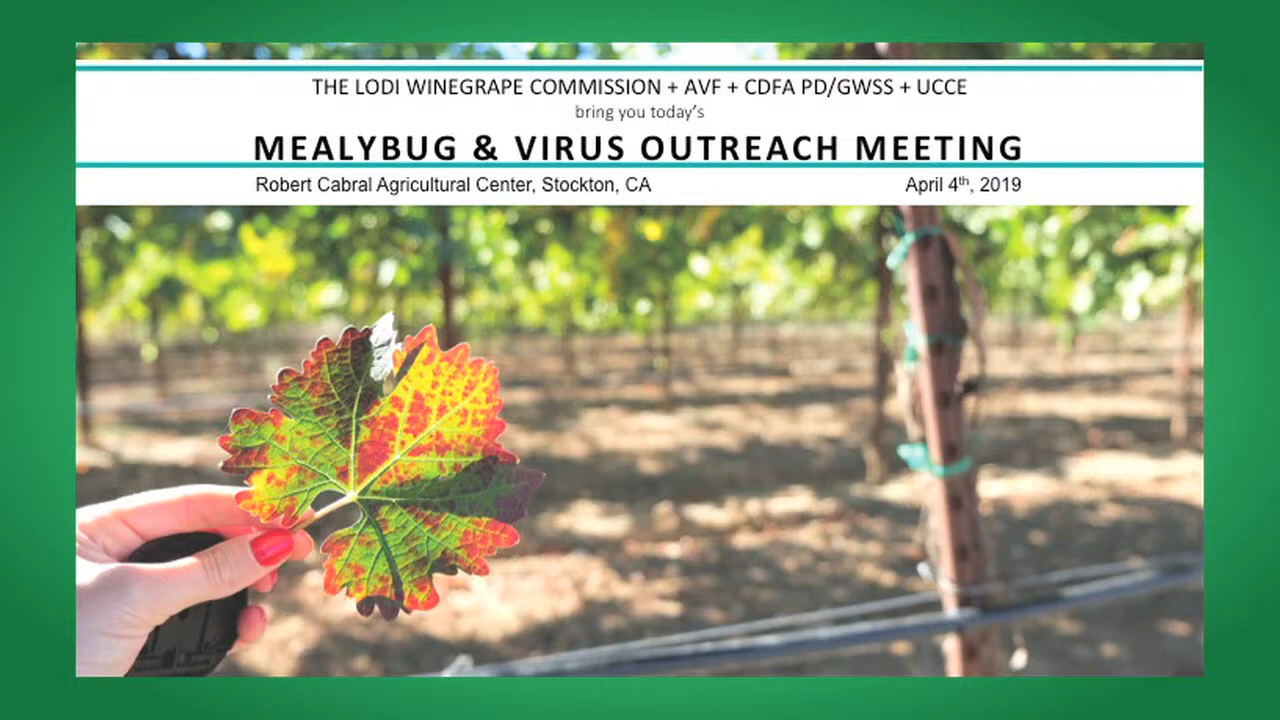 THE LODI WINEGRAPE COMMISSION + AVF + CDFA PD/GWSS + UCCE
bring you today's
MEALYBUG & VIRUS OUTREACH MEETING
Robert Cabral Agricultural Center, Stockton, CA April 4th, 2019